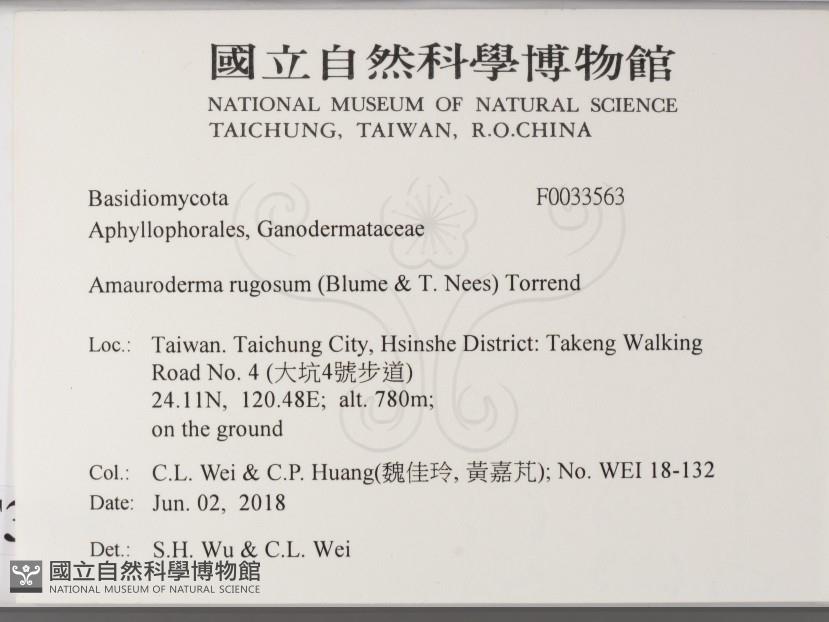 國立自然科學博物館
NATIONAL MUSEUM OF NATURAL SCIENCE
TAICHUNG, TAIWAN, R.O.CHINA
Basidiomycota F0033563
Aphyllophorales, Ganodermataceae
Amauroderma rugosum (Blume & T. Nees) Torrend
Loc.: Taiwan. Taichung City, Hsinshe District: Takeng Walking
Road No. 4 (大坑4號步道)
24.11N, 120.48E; alt. 780m;
on the ground
Col.: C.L. Wei & C.P. Huang(魏佳玲, 黃嘉芃); No. WEI 18-132
Date: Jun. 02, 2018
Det.: S.H. Wu & C.L. Wei
國立自然科學博物館
NATIONAL MUSEUM OF NATURAL SCIENCE